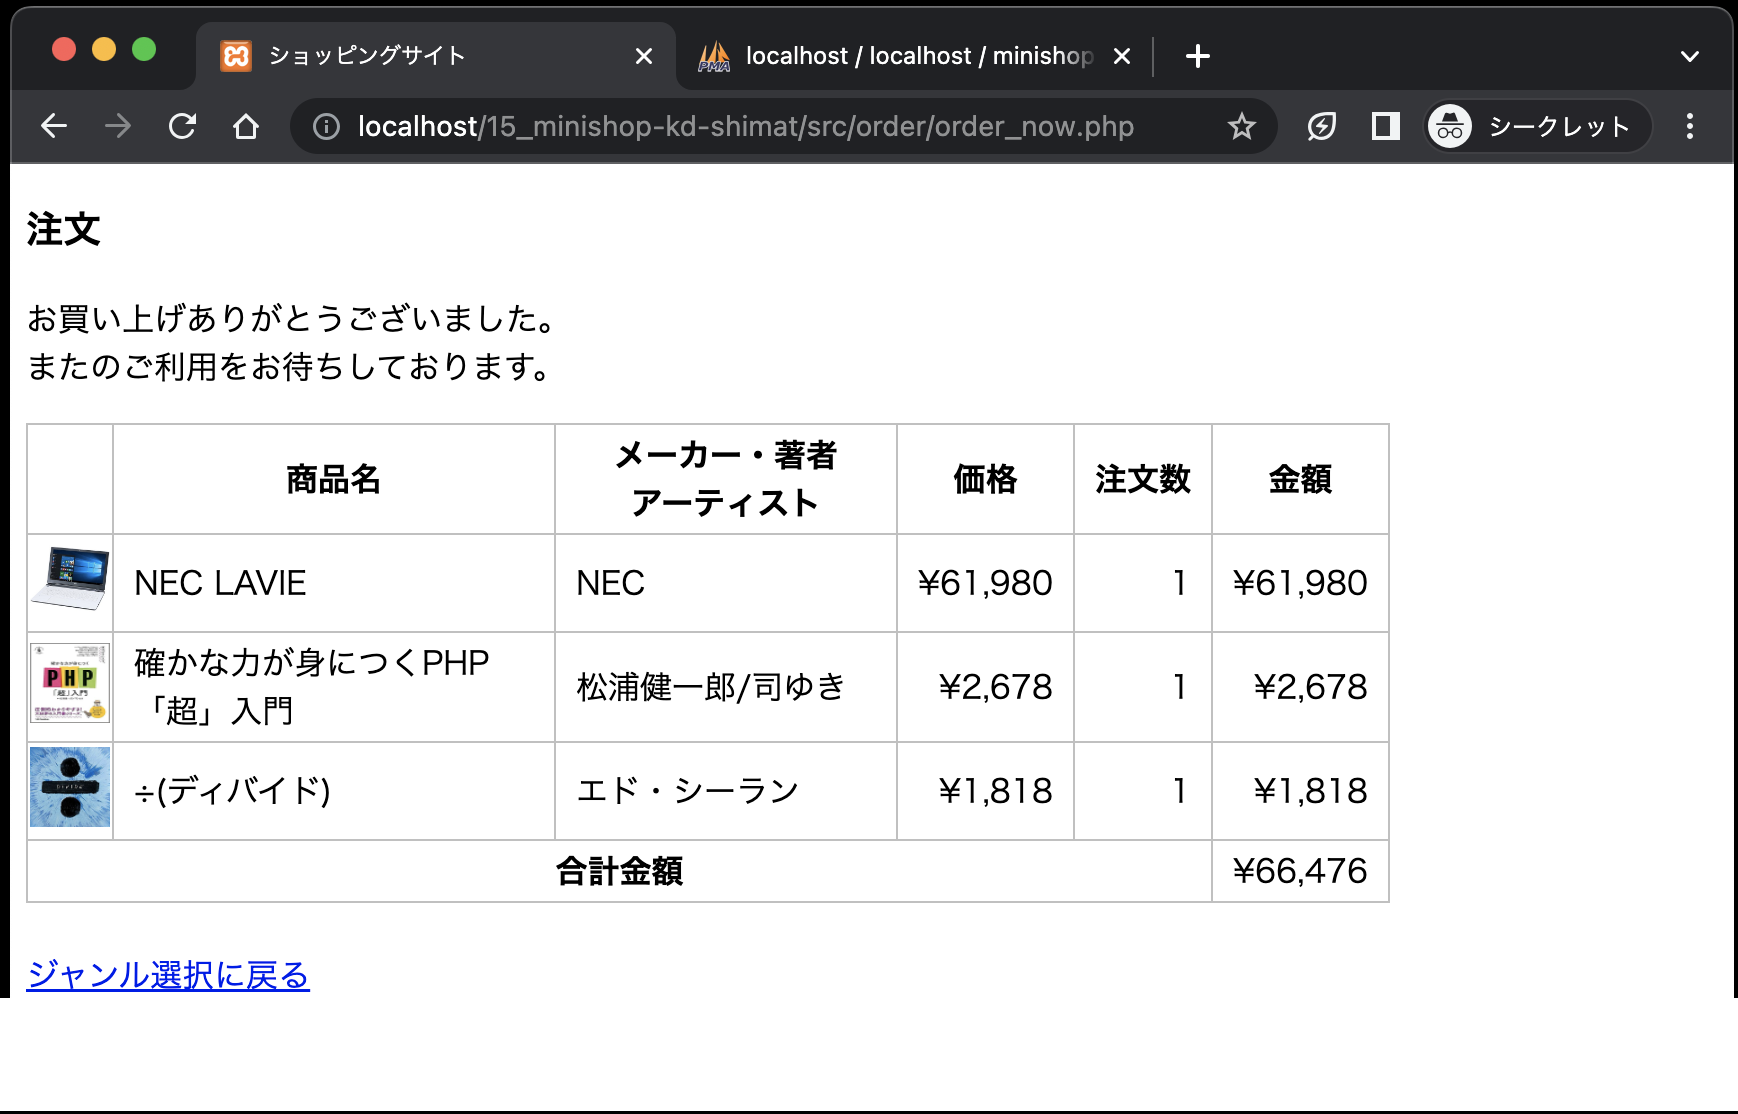 ショッピングサイト
localhost / localhost / minishop
localhost/15_minishop-kd-shimat/src/order/order_now.php
シークレット
注文
お買い上げありがとうございました。
またのご利用をお待ちしております。
商品名 メーカー・著者 価格 注文数 金額
アーティスト
NEC LAVIE NEC ¥61,980 1 ¥61,980
確かな力が身につくPHP
「超」入門 松浦健一郎/司ゆき ¥2,678 1 ¥2,678
÷(ディバイド) エド・シーラン ¥1,818 1 ¥1,818
合計金額 ¥66,476
ジャンル選択に戻る
PMA
PHP
「超」入門